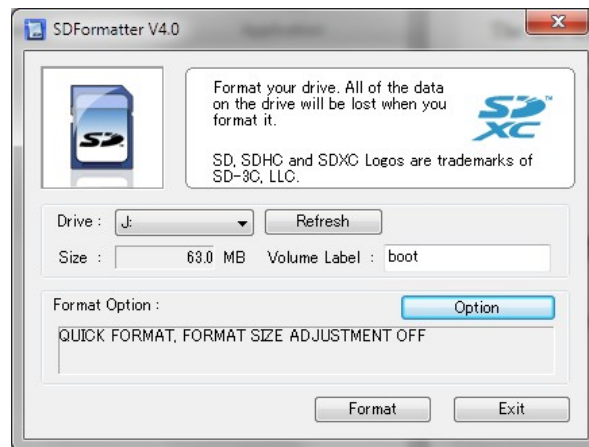 SDFormatter V4.0
Format your drive. All of the data
on the drive will be lost when you
format it.
SD, SDHC and SDXC Logos are trademarks of
SD-3C, LLC.
SD
SD XC™
Drive : J: Refresh
Size : 63.0 MB Volume Label : boot
Format Option : Option
QUICK FORMAT, FORMAT SIZE ADJUSTMENT OFF
Format Exit